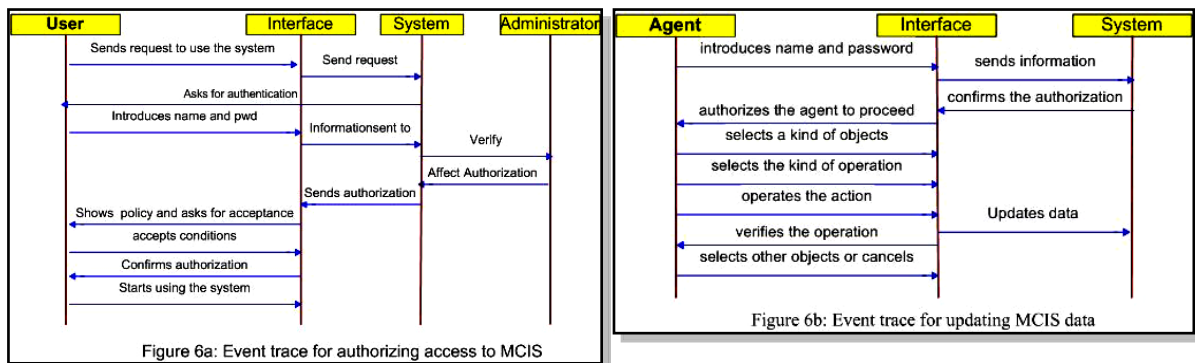 User Interface System Administrator
Sends request to use the system
Send request
Asks for authentication
Introduces name and pwd
Informationsent to
Verify
Affect Authorization
Sends authorization
Shows policy and asks for acceptance
accepts conditions
Confirms authorization
Starts using the system
Figure 6a: Event trace for authorizing access to MCIS
Agent Interface System
introduces name and password
sends information
confirms the authorization
authorizes the agent to proceed
selects a kind of objects
selects the kind of operation
operates the action
Updates data
verifies the operation
selects other objects or cancels
Figure 6b: Event trace for updating MCIS data